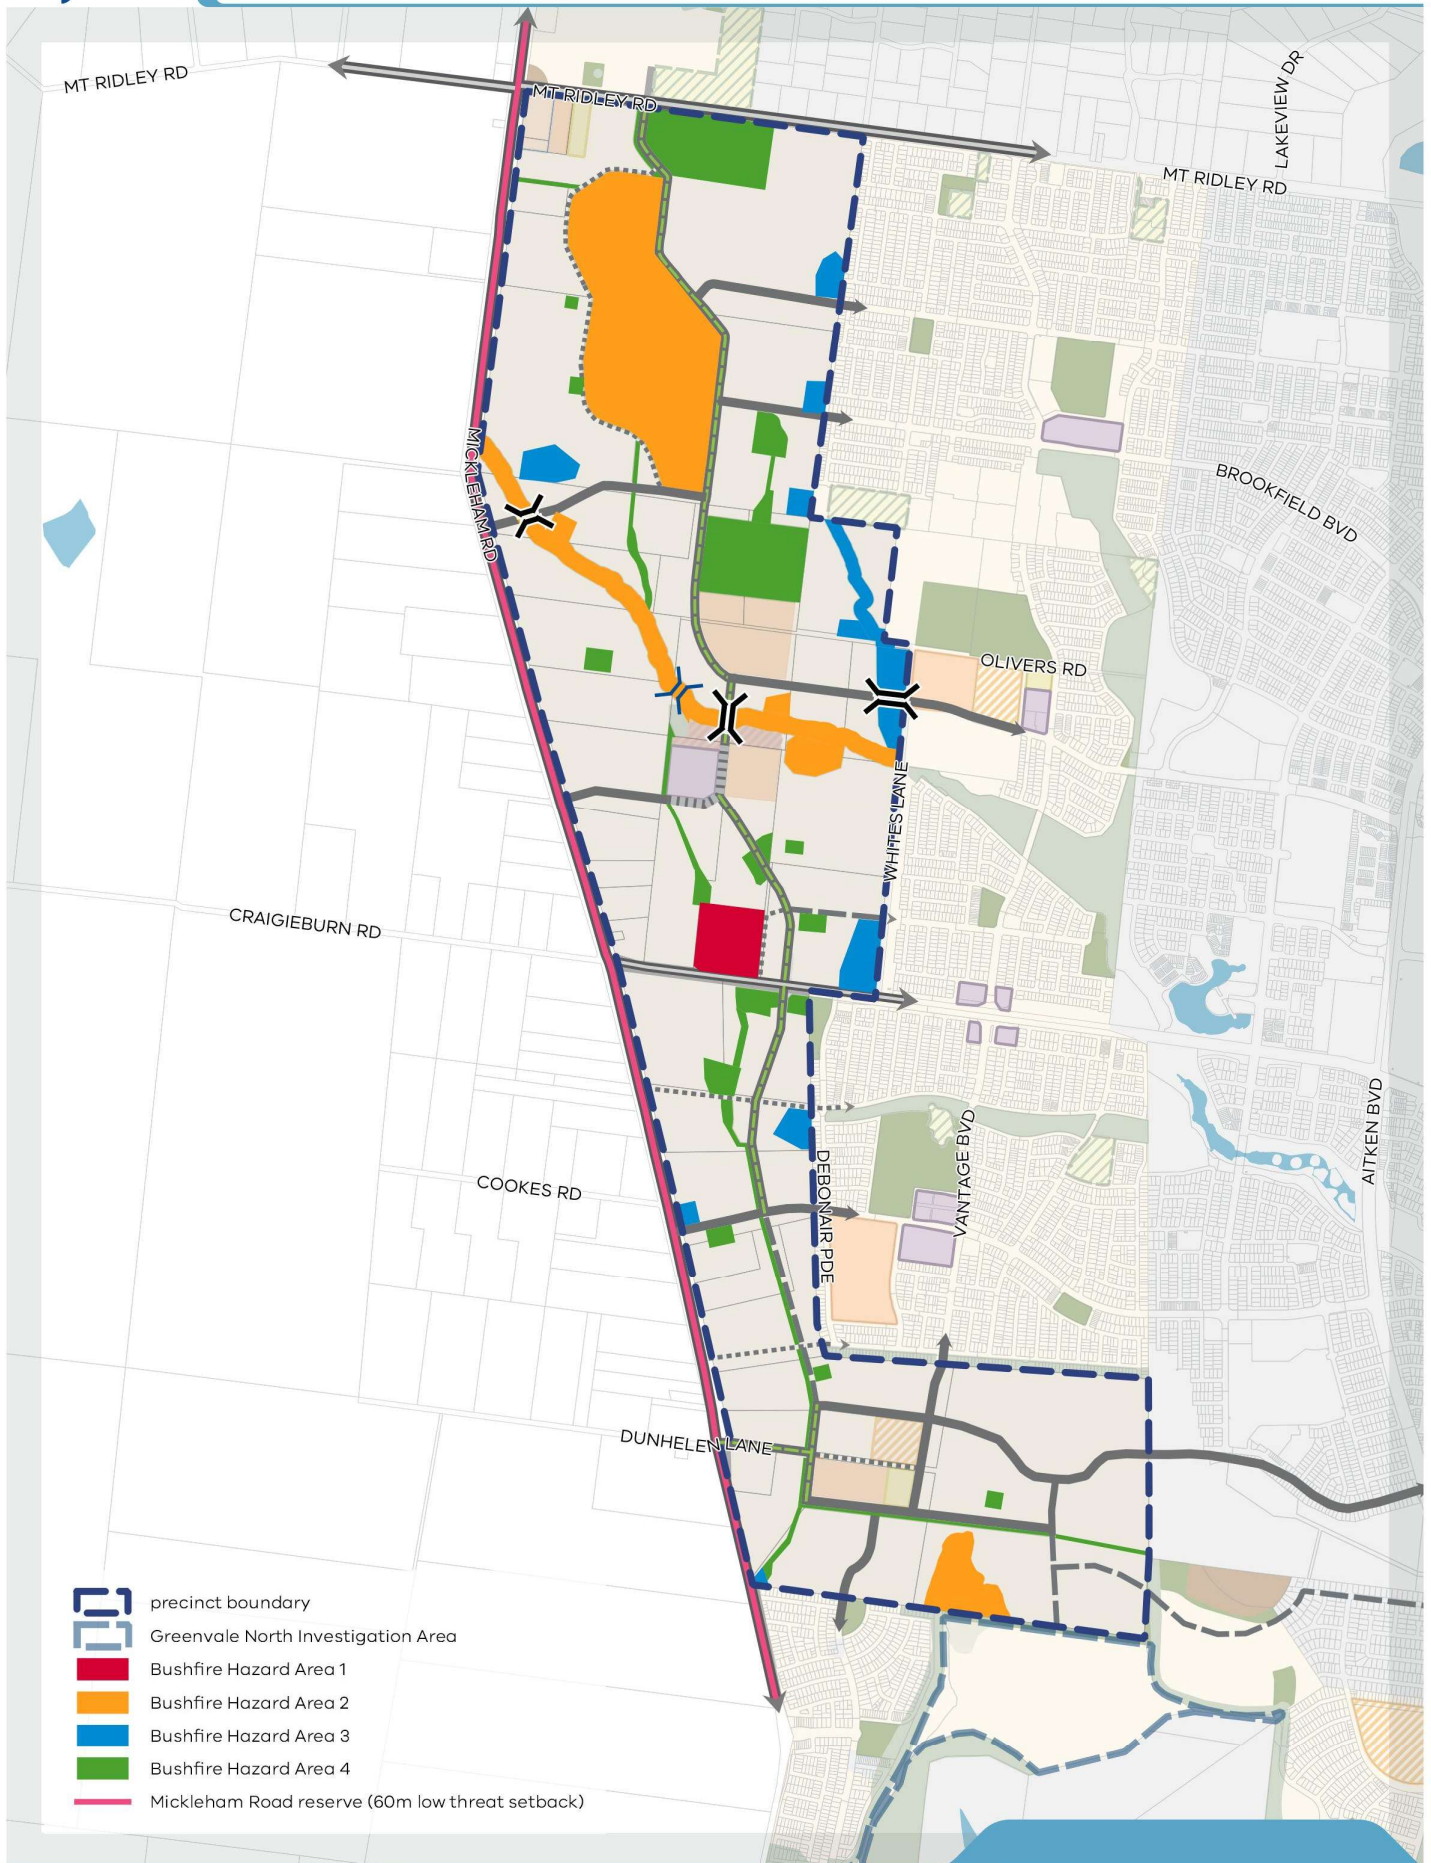 MT RIDLEY RD
MT RIDLEY RD
LAKEVIEW DR
MT RIDLEY RD
MICKLEHAM RD
BROOKFIELD BVD
OLIVERS RD
WHITES LANE
CRAIGIEBURN RD
COOKES RD
DEBONAIR PDE
VANTAGE BVD
AITKEN BVD
DUNHELEN LANE
precinct boundary
Greenvale North Investigation Area
Bushfire Hazard Area 1
Bushfire Hazard Area 2
Bushfire Hazard Area 3
Bushfire Hazard Area 4
Mickleham Road reserve (60m low threat setback)